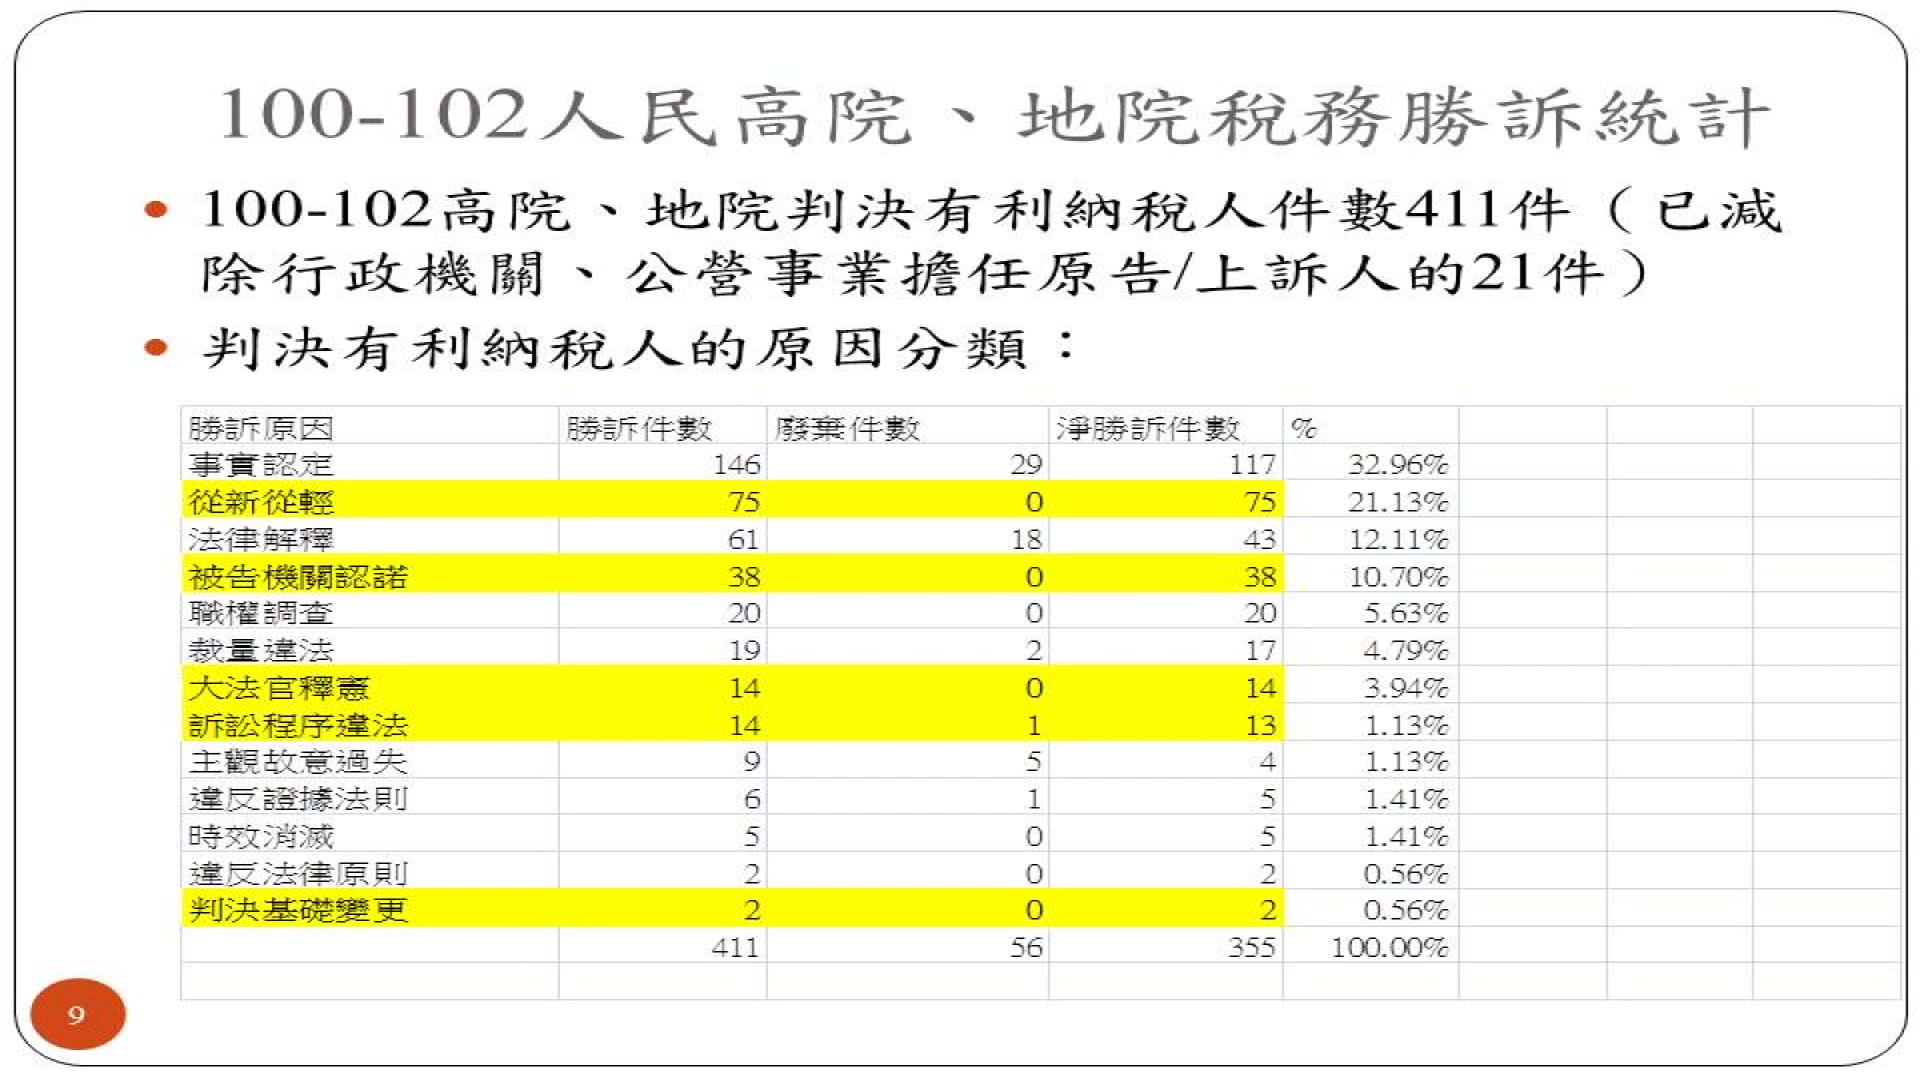 100-102人民高院、地院稅務勝訴統計
• 100-102高院、地院判決有利納稅人件數411件（已減
除行政機關、公營事業擔任原告/上訴人的21件）
• 判決有利納稅人的原因分類：
勝訴原因 勝訴件數 廢棄件數 淨勝訴件數 %
事實認定 146 29 117 32.96%
從新從輕 75 0 75 21.13%
法律解釋 61 18 43 12.11%
被告機關認諾 38 0 38 10.70%
職權調查 20 0 20 5.63%
裁量違法 19 2 17 4.79%
大法官釋憲 14 0 14 3.94%
訴訟程序違法 14 1 13 1.13%
主觀故意過失 9 5 4 1.13%
違反證據法則 6 1 5 1.41%
時效消滅 5 0 5 1.41%
違反法律原則 2 0 2 0.56%
判決基礎變更 2 0 2 0.56%
411 56 355 100.00%
9